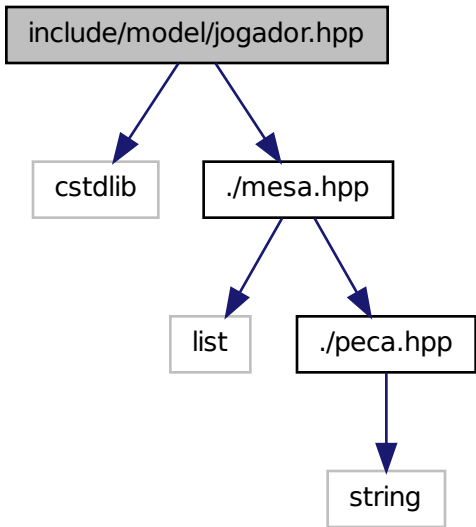 include/model/jogador.hpp
cstdlib
./mesa.hpp
list
./peca.hpp
string